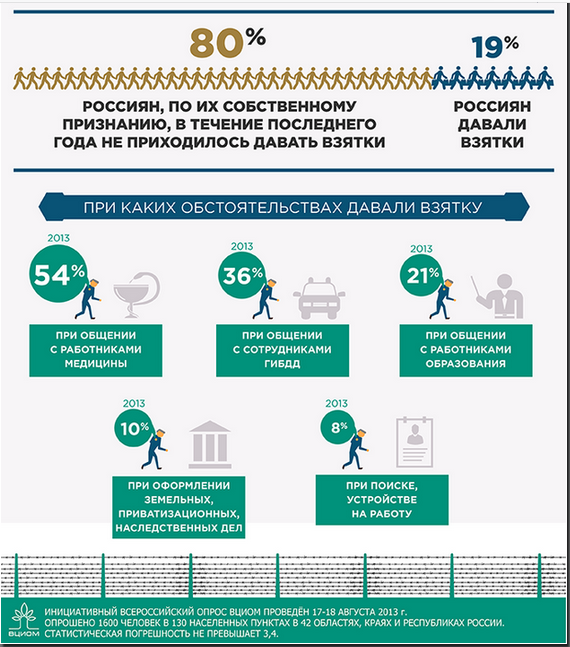 80%
19%
РОССИЯН, ПО ИХ СОБСТВЕННОМУ
ПРИЗНАНИЮ, В ТЕЧЕНИЕ ПОСЛЕДНЕГО
ГОДА НЕ ПРИХОДИЛОСЬ ДАВАТЬ ВЗЯТКИ
РОССИЯН
ДАВАЛИ
ВЗЯТКИ
ПРИ КАКИХ ОБСТОЯТЕЛЬСТВАХ ДАВАЛИ ВЗЯТКУ
2013
54%
ПРИ ОБЩЕНИИ
С РАБОТНИКАМИ
МЕДИЦИНЫ
2013
36%
ПРИ ОБЩЕНИИ
С СОТРУДНИКАМИ
ГИБДД
2013
21%
ПРИ ОБЩЕНИИ
С РАБОТНИКАМИ
ОБРАЗОВАНИЯ
2013
10%
ПРИ ОФОРМЛЕНИИ
ЗЕМЕЛЬНЫХ,
ПРИВАТИЗАЦИОННЫХ,
НАСЛЕДСТВЕННЫХ ДЕЛ
2013
8%
ПРИ ПОИСКЕ,
УСТРОЙСТВЕ
НА РАБОТУ
ВЦИОМ
ИНИЦИАТИВНЫЙ ВСЕРОССИЙСКИЙ ОПРОС ВЦИОМ ПРОВЕДЁН 17-18 АВГУСТА 2013 г.
ОПРОШЕНО 1600 ЧЕЛОВЕК В 130 НАСЕЛЕННЫХ ПУНКТАХ В 42 ОБЛАСТЯХ, КРАЯХ И РЕСПУБЛИКАХ РОССИИ.
СТАТИСТИЧЕСКАЯ ПОГРЕШНОСТЬ НЕ ПРЕВЫШАЕТ 3,4.